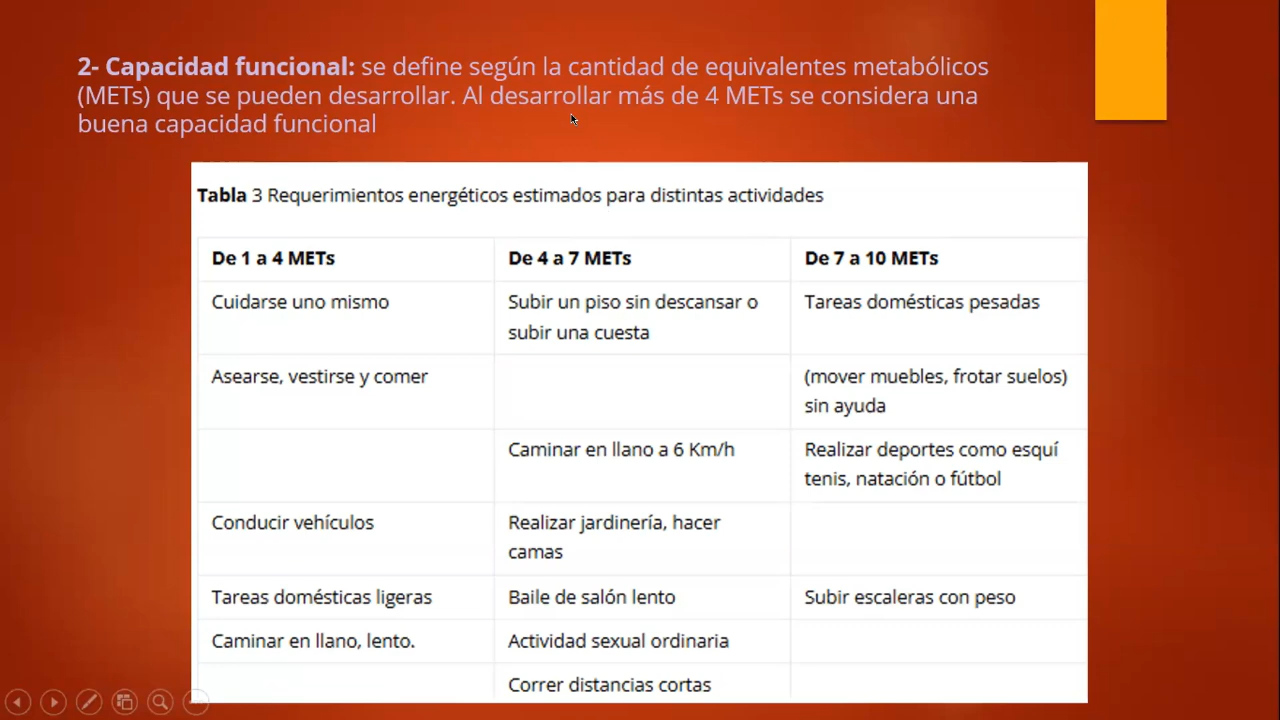 2- Capacidad funcional: se define según la cantidad de equivalentes metabólicos
(METs) que se pueden desarrollar. Al desarrollar más de 4 METs se considera una
buena capacidad funcional
Tabla 3 Requerimientos energéticos estimados para distintas actividades
De 1 a 4 METs De 4 a 7 METs De 7 a 10 METs
Cuidarse uno mismo Subir un piso sin descansar o Tareas domésticas pesadas
subir una cuesta
Asearse, vestirse y comer (mover muebles, frotar suelos)
sin ayuda
Caminar en llano a 6 Km/h Realizar deportes como esquí
tenis, natación o fútbol
Conducir vehículos Realizar jardinería, hacer
camas
Tareas domésticas ligeras Baile de salón lento Subir escaleras con peso
Caminar en llano, lento. Actividad sexual ordinaria
Correr distancias cortas